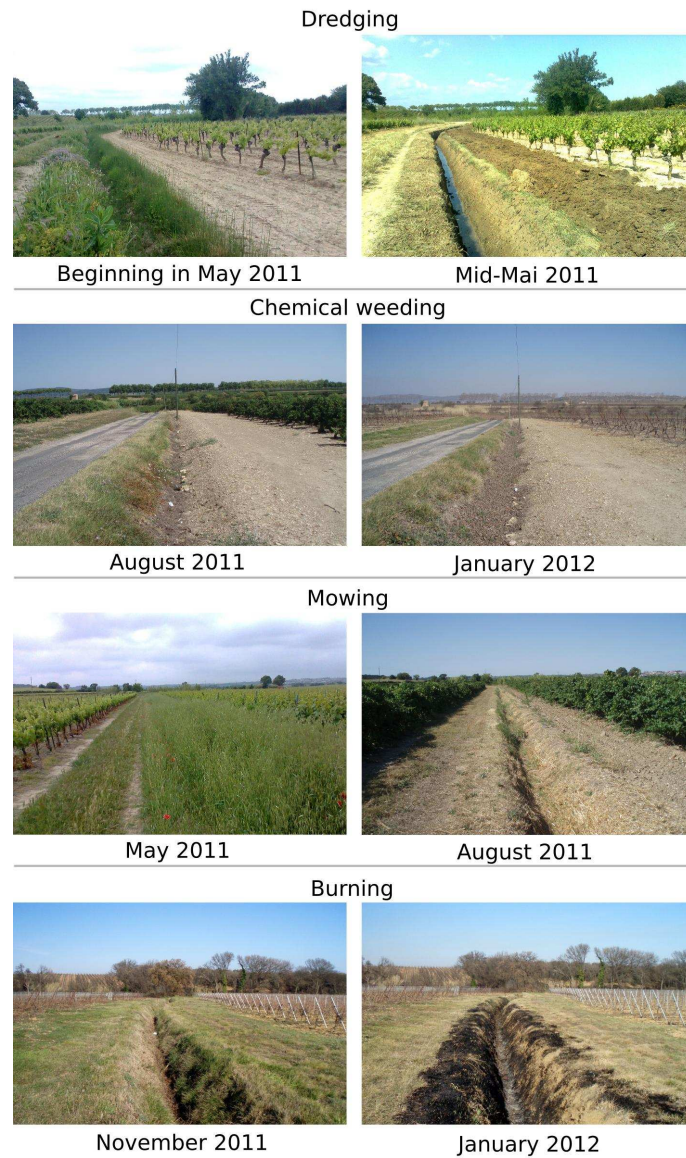 Dredging
Beginning in May 2011
Mid-Mai 2011
Chemical weeding
August 2011
January 2012
Mowing
May 2011
August 2011
Burning
November 2011
January 2012